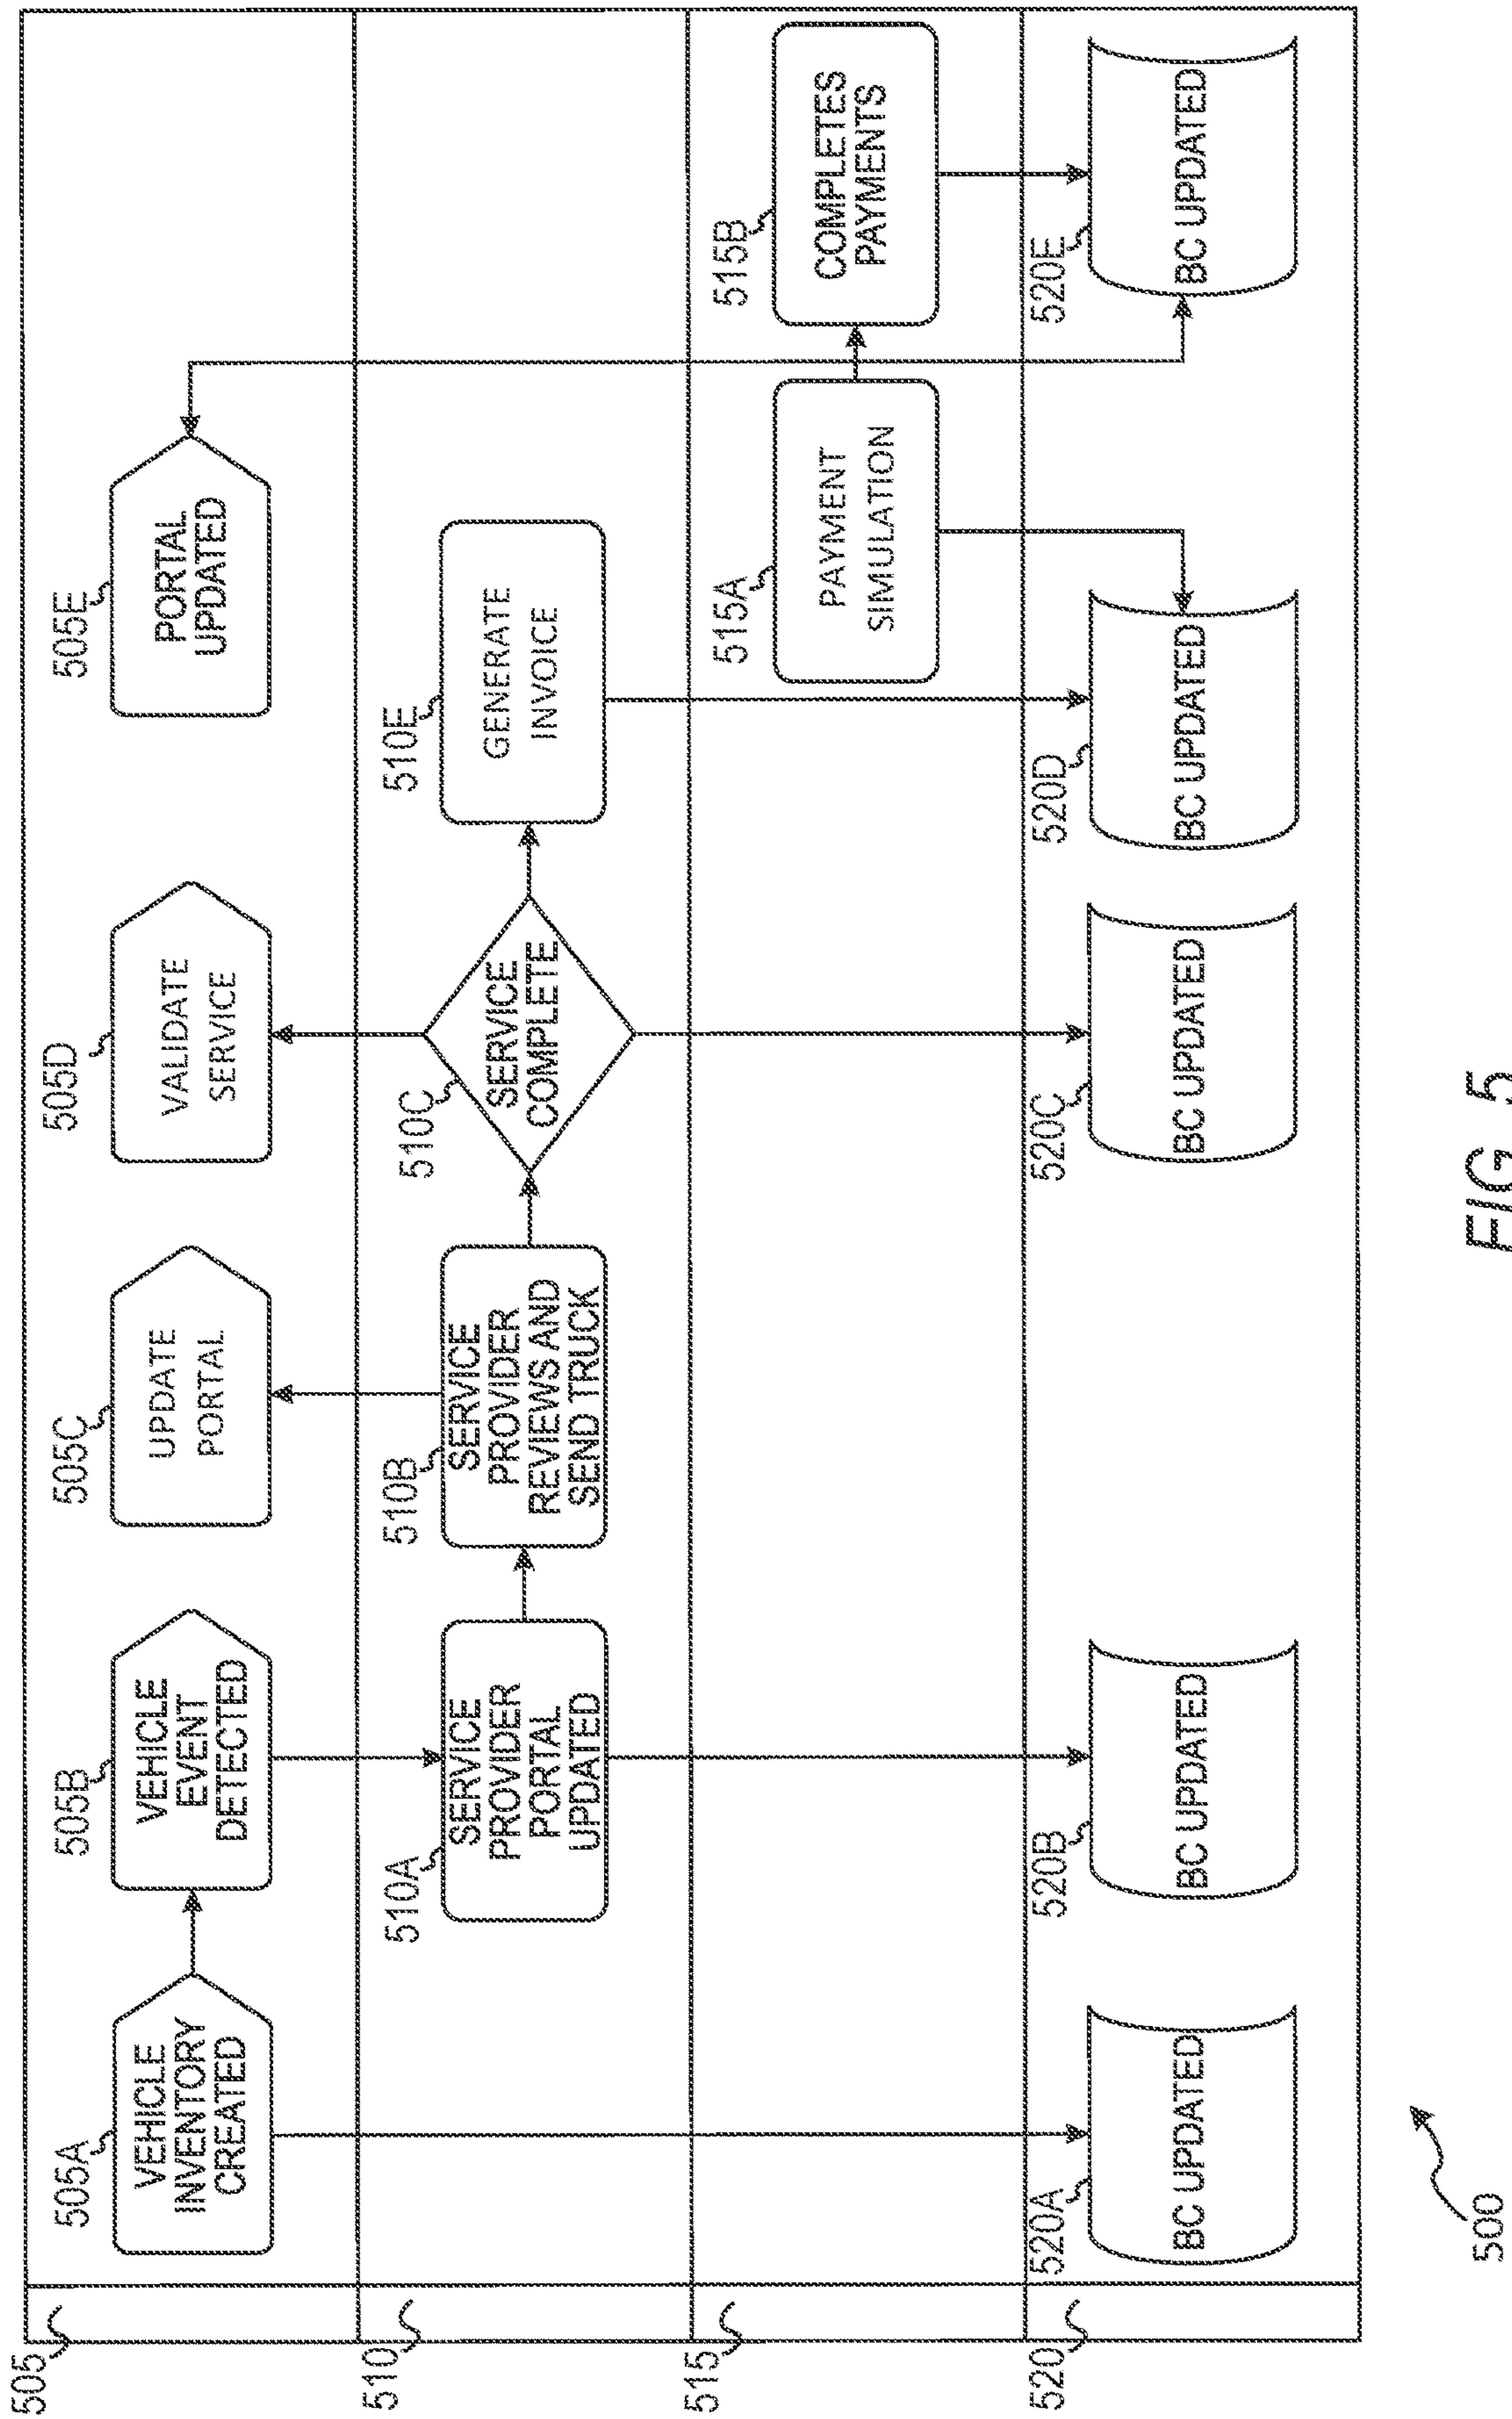 505
505A
VEHICLE
INVENTORY
CREATED
505B
VEHICLE
EVENT
DETECTED
505C
UPDATE
PORTAL
505D
VALIDATE
SERVICE
505E
PORTAL
UPDATED
510
510A
SERVICE
PROVIDER
PORTAL
UPDATED
510B
SERVICE
PROVIDER
REVIEWS AND
SEND TRUCK
510C
SERVICE
COMPLETE
510E
GENERATE
INVOICE
515
515A
PAYMENT
SIMULATION
515B
COMPLETES
PAYMENTS
520
520A
BC UPDATED
520B
BC UPDATED
520C
BC UPDATED
520D
BC UPDATED
520E
BC UPDATED
500
FIG. 5